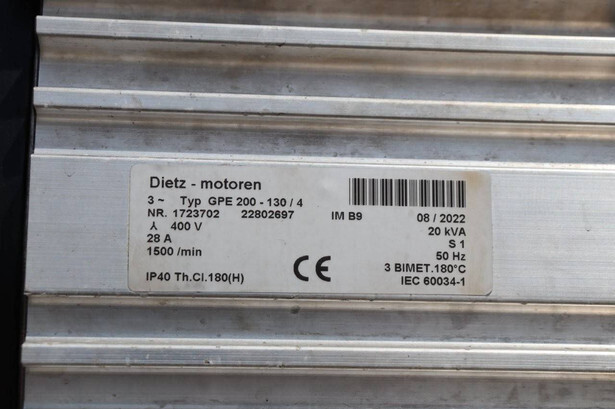 Dietz - motoren
3 ~ Typ GPE 200 - 130 / 4
NR. 1723702 22802697 IM B9 08 / 2022
⅄ 400 V 20 kVA
28 A S 1
1500 /min 50 Hz
CE 3 BIMET.180°C
IP40 Th.Cl.180(H) IEC 60034-1